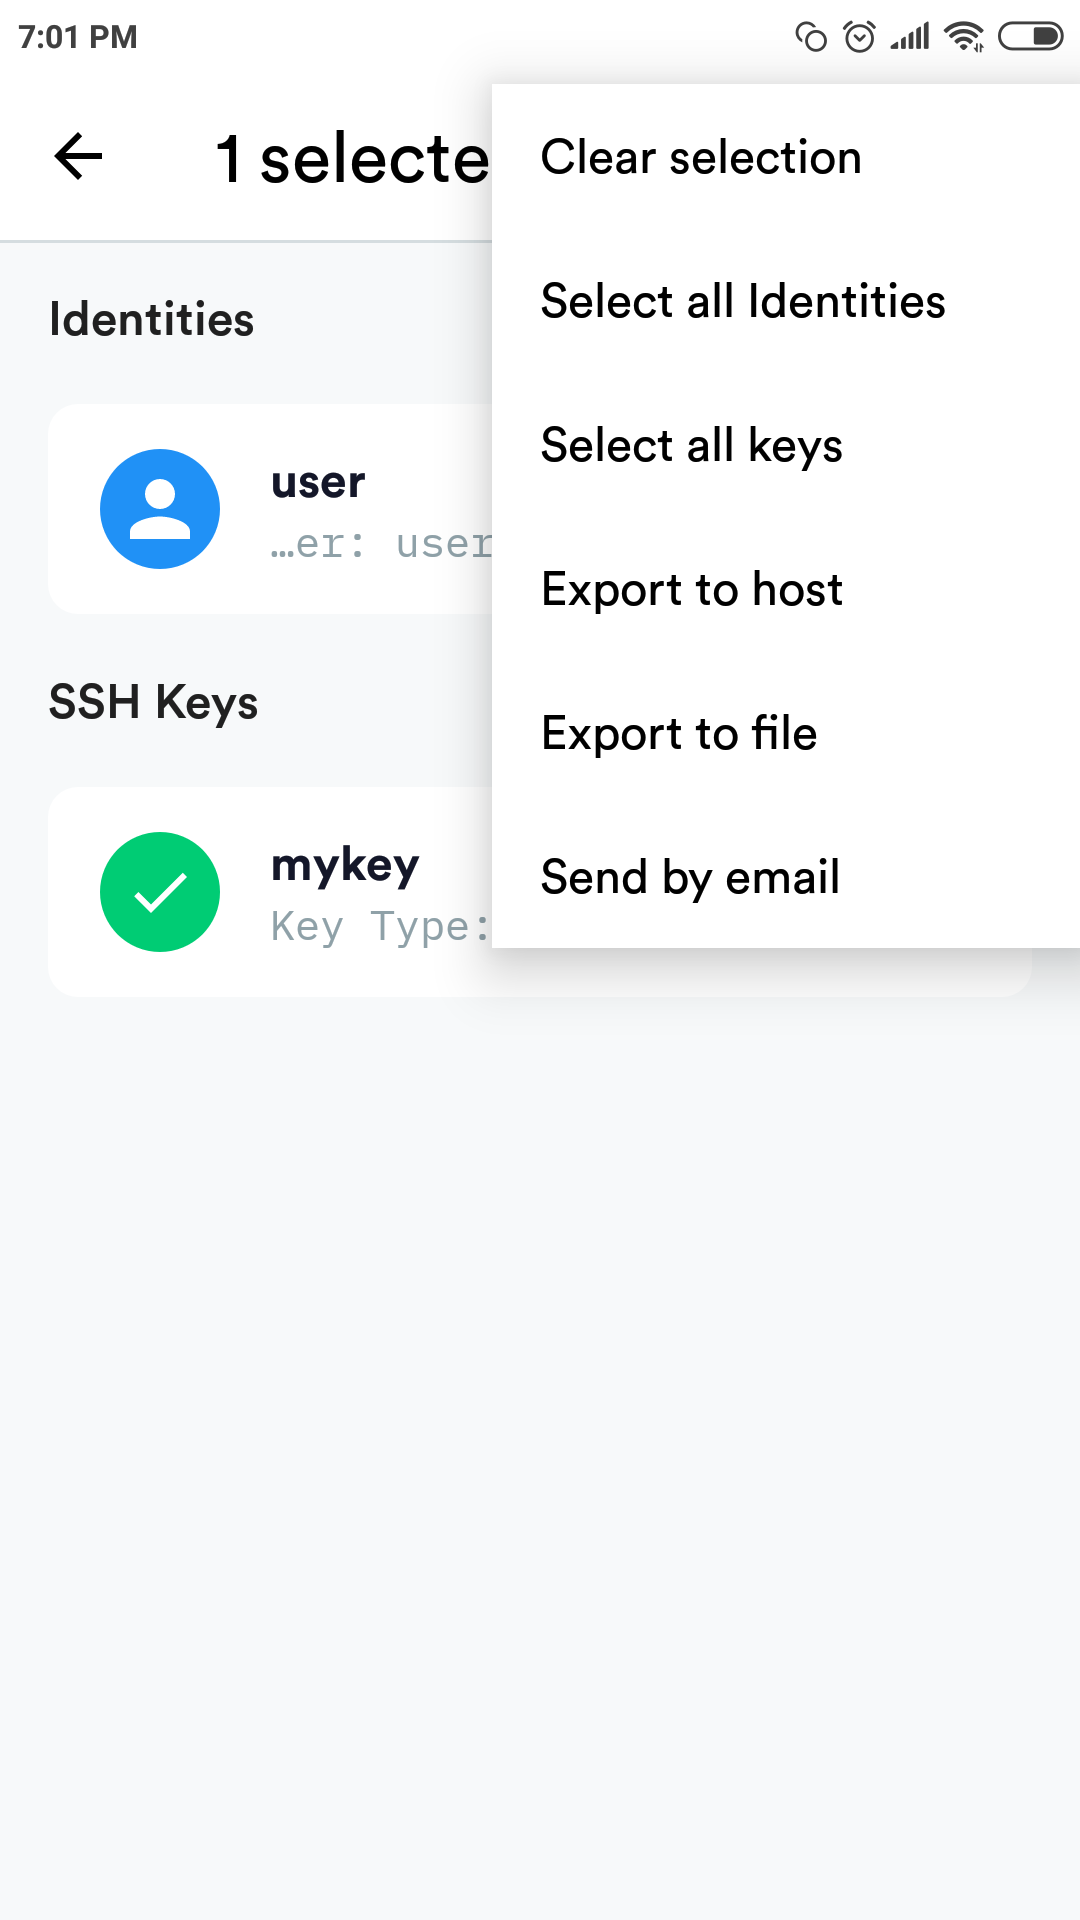 7:01 PM
1 selecte
Clear selection
Select all Identities
Select all keys
Export to host
Export to file
Send by email
Identities
user
…er: user
SSH Keys
mykey
Key Type: